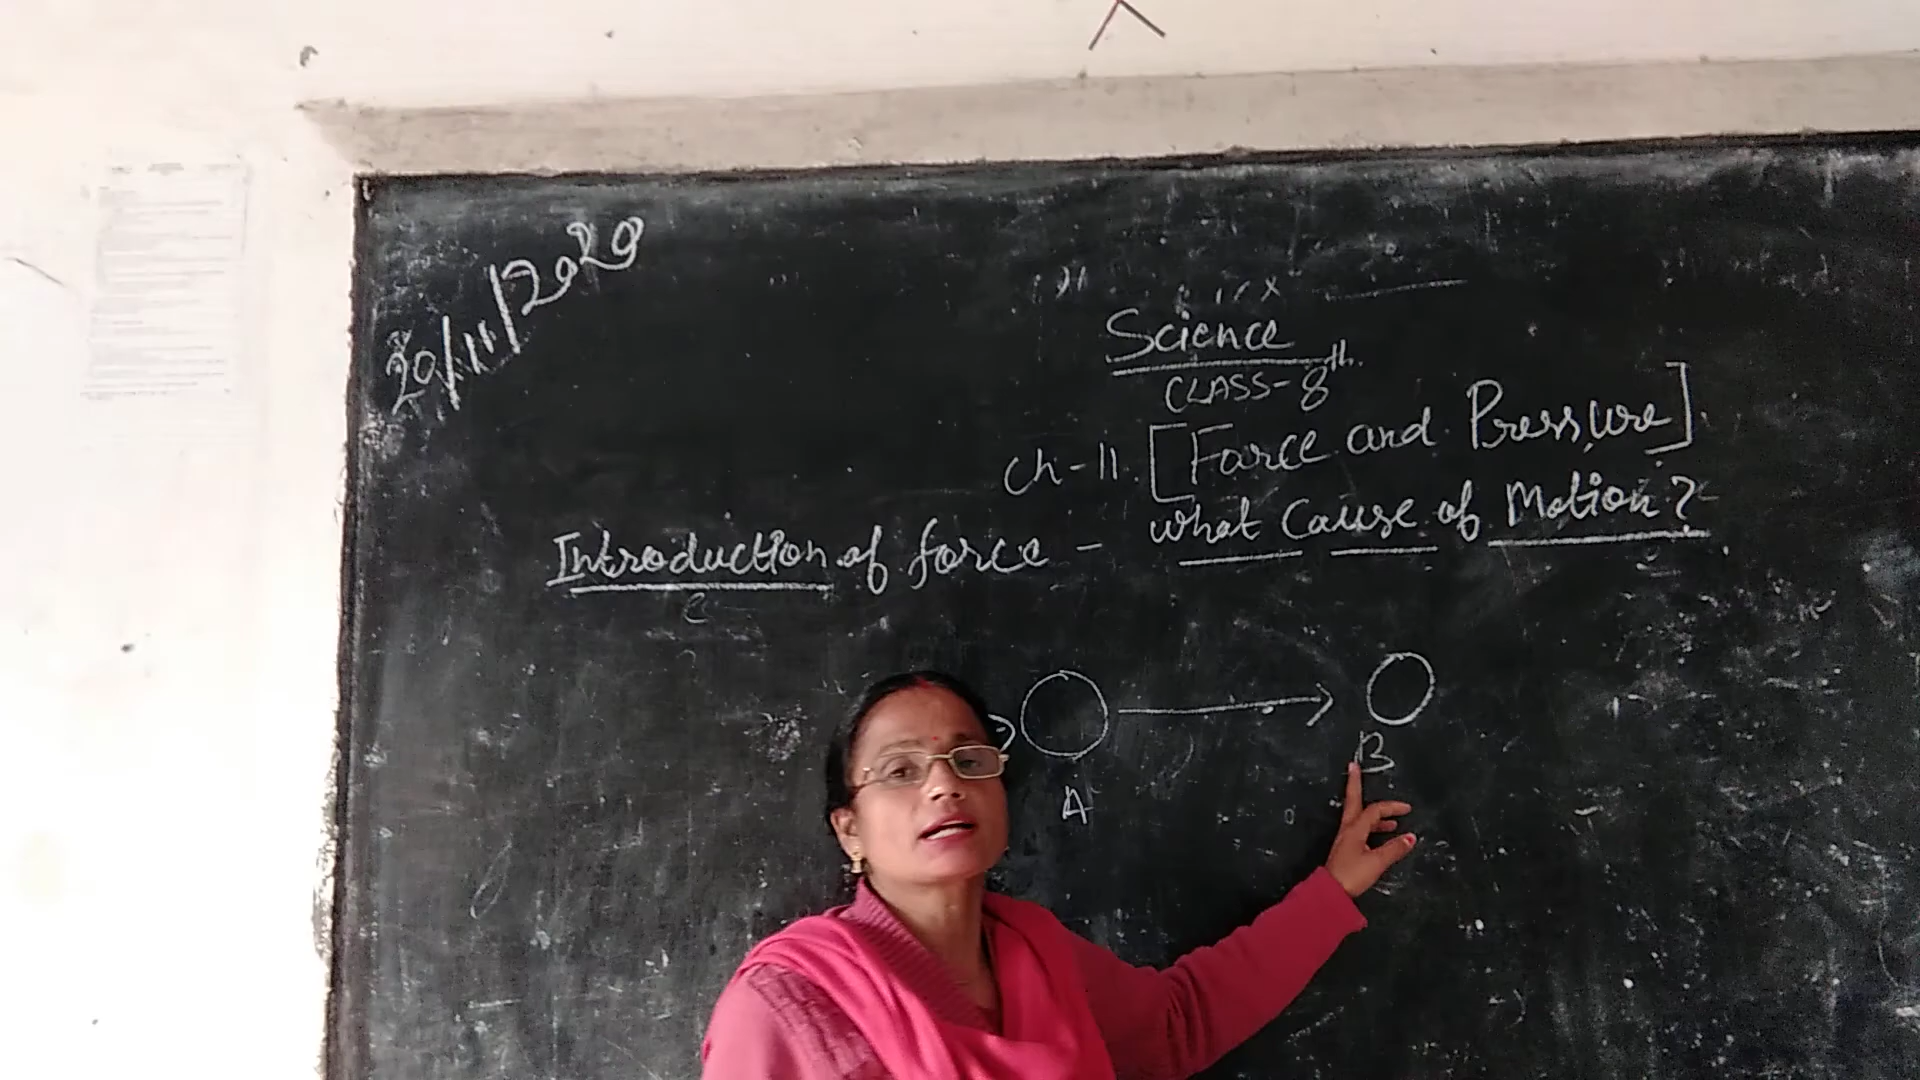 20/11/2020
Science
CLASS-8th.
Ch-11. [Force and Pressure].
Introduction of force - what Cause of Motion?
A
B